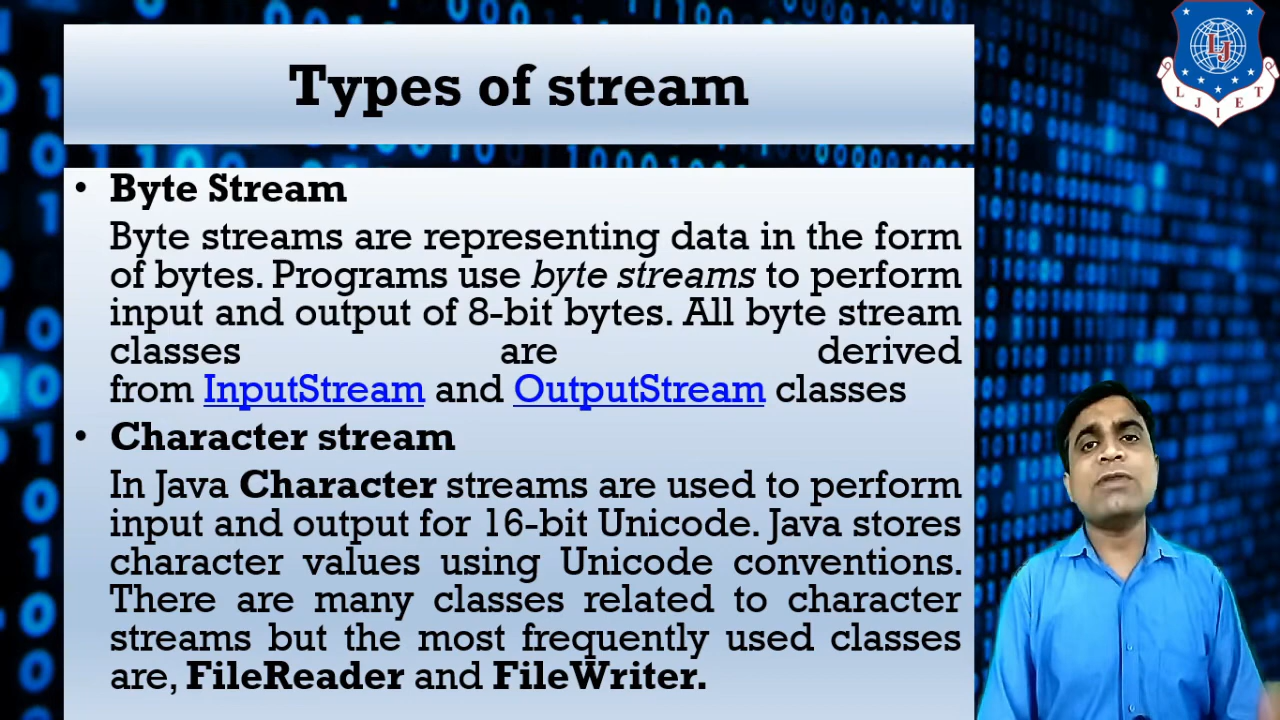 Types of stream
• Byte Stream
Byte streams are representing data in the form
of bytes. Programs use byte streams to perform
input and output of 8-bit bytes. All byte stream
classes are derived
from InputStream and OutputStream classes
• Character stream
In Java Character streams are used to perform
input and output for 16-bit Unicode. Java stores
character values using Unicode conventions.
There are many classes related to character
streams but the most frequently used classes
are, FileReader and FileWriter.
LJ
L J I E T